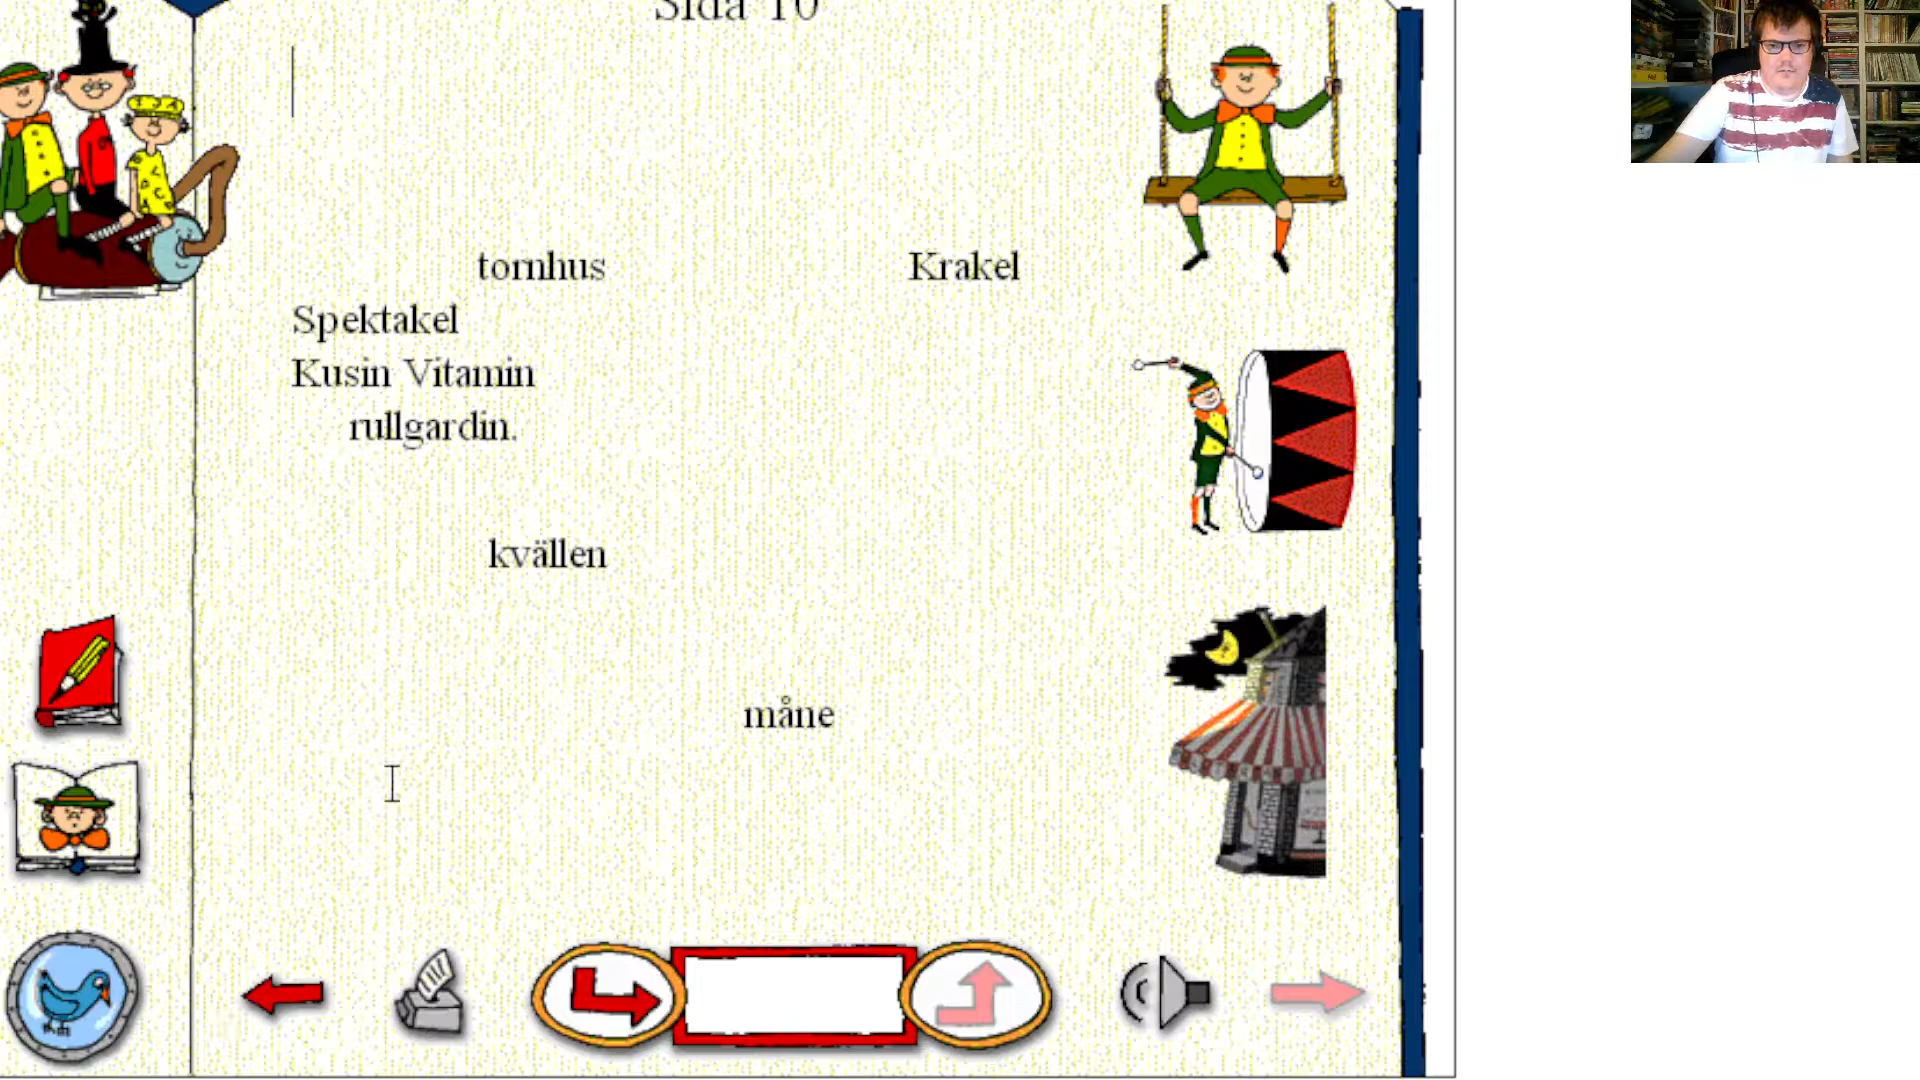 Sida 10
tornhus Krakel
Spektakel
Kusin Vitamin
rullgardin.
kvällen
måne